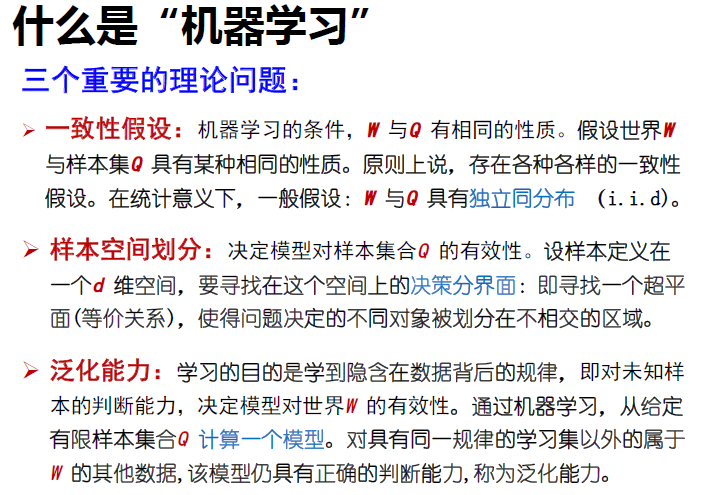 什么是“机器学习”
三个重要的理论问题：
➢ 一致性假设：机器学习的条件，W 与Q 有相同的性质。假设世界W
与样本集Q 具有某种相同的性质。原则上说，存在各种各样的一致性
假设。在统计意义下，一般假设：W 与Q 具有独立同分布 （i.i.d)。
➢ 样本空间划分：决定模型对样本集合Q 的有效性。设样本定义在
一个d 维空间，要寻找在这个空间上的决策分界面：即寻找一个超平
面(等价关系)，使得问题决定的不同对象被划分在不相交的区域。
➢ 泛化能力：学习的目的是学到隐含在数据背后的规律，即对未知样
本的判断能力，决定模型对世界W 的有效性。通过机器学习，从给定
有限样本集合Q 计算一个模型。对具有同一规律的学习集以外的属于
W 的其他数据,该模型仍具有正确的判断能力,称为泛化能力。